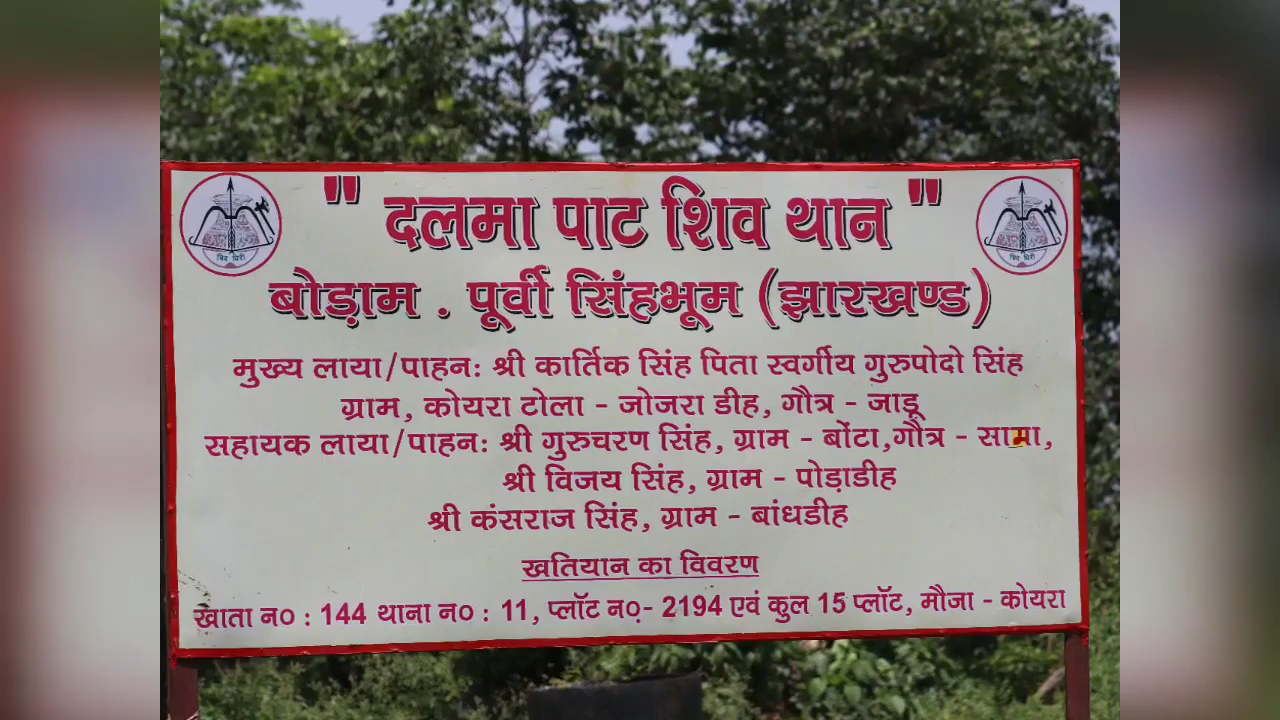 " दलमा पाट शिव थान "
बोड़ाम . पूर्वी सिंहभूम (झारखण्ड)
मुख्य लाया/पाहनः श्री कार्तिक सिंह पिता स्वर्गीय गुरुपोदो सिंह
ग्राम, कोयरा टोला - जोजरा डीह, गौत्र - जाडू
सहायक लाया/पाहनः श्री गुरुचरण सिंह, ग्राम - बोंटा,गौत्र - सामा,
श्री विजय सिंह, ग्राम - पोड़ाडीह
श्री कंसराज सिंह, ग्राम - बांधडीह
खतियान का विवरण
खाता न० : 144 थाना न० : 11, प्लॉट न०- 2194 एवं कुल 15 प्लॉट, मौजा - कोयरा